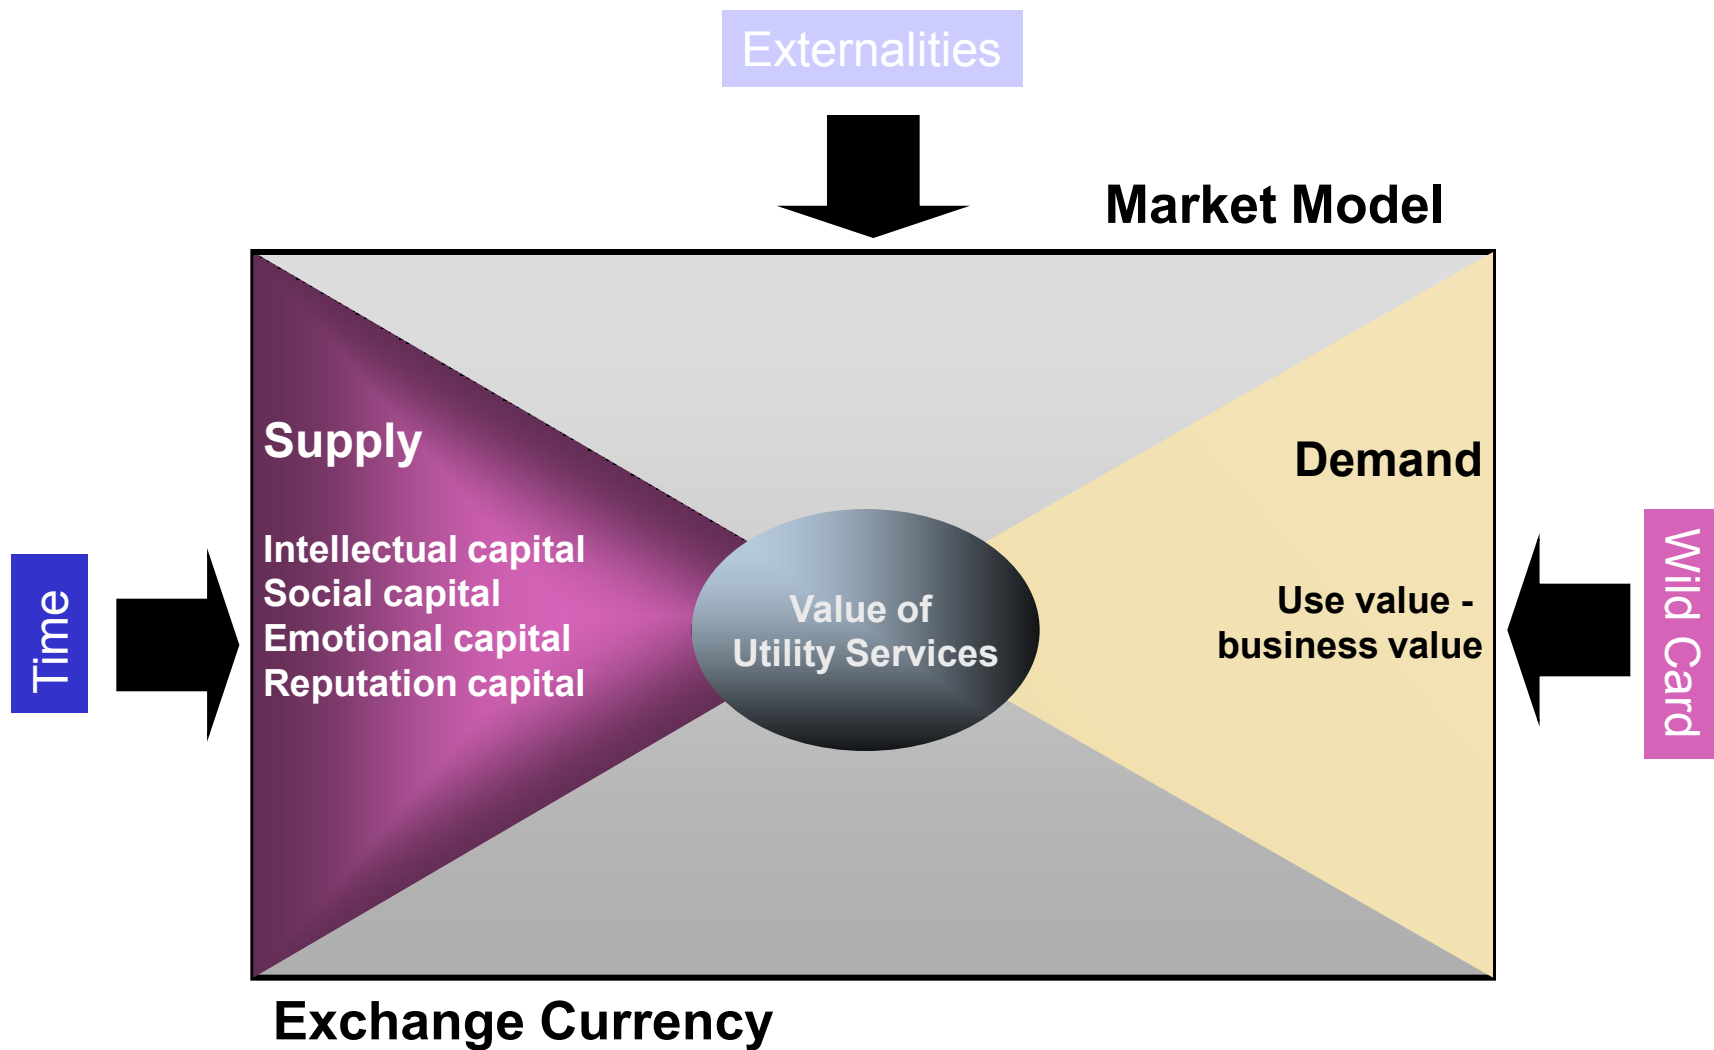 Externalities
Market Model
Supply
Intellectual capital
Social capital
Emotional capital
Reputation capital
Value of
Utility Services
Demand
Use value -
business value
Time
Wild Card
Exchange Currency